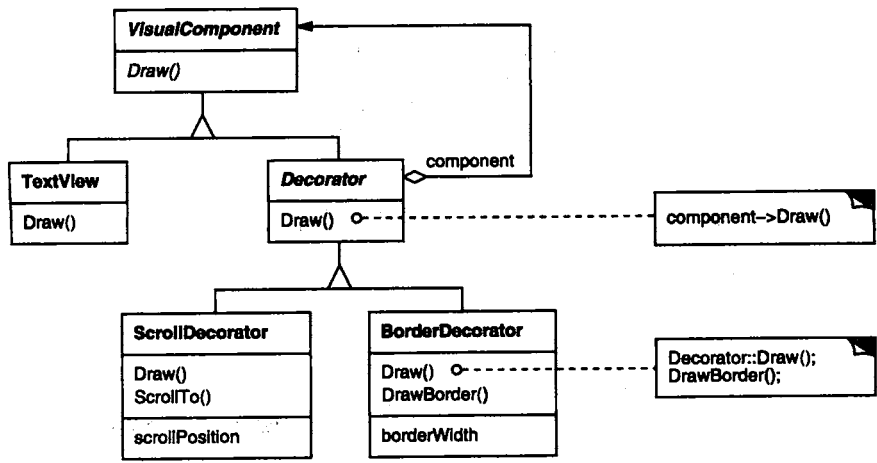 VisualComponent
Draw()
component
TextView
Draw()
Decorator
Draw()
component–>Draw()
ScrollDecorator
Draw()
ScrollTo()
scrollPosition
BorderDecorator
Draw()
DrawBorder()
borderWidth
Decorator::Draw();
DrawBorder();